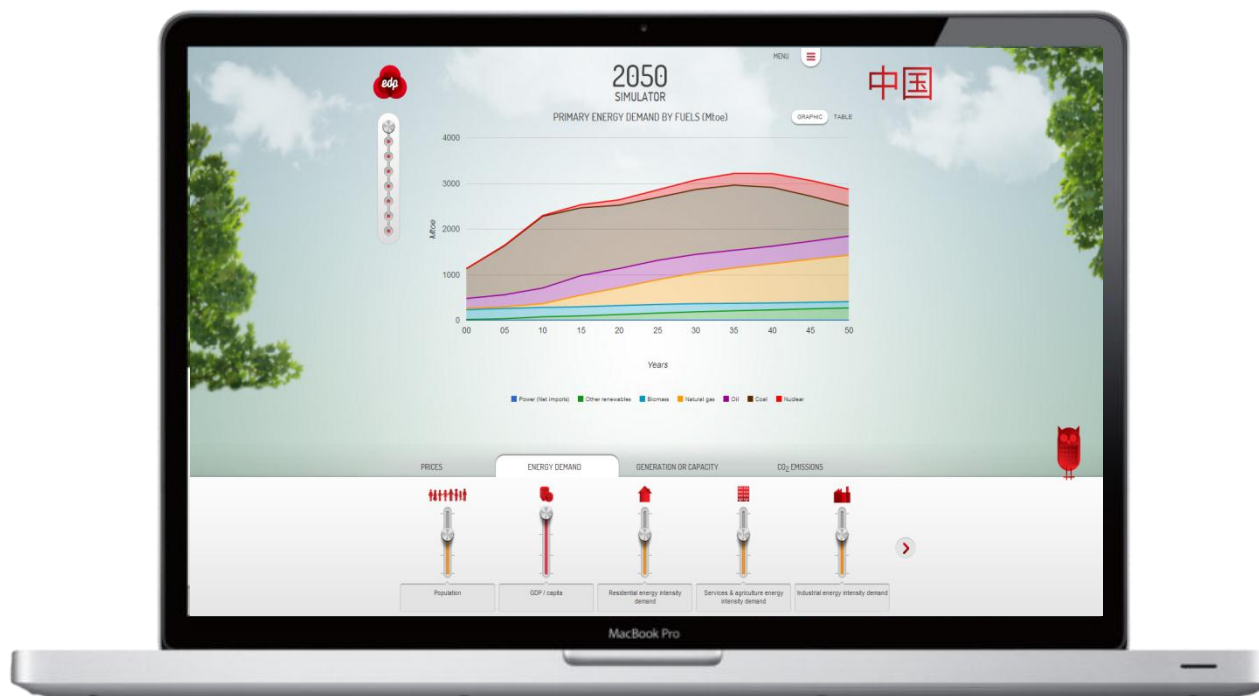 edp
MENU
2050
SIMULATOR
中国
PRIMARY ENERGY DEMAND BY FUELS (Mtoe)
GRAPHIC TABLE
4000
3000
2000
1000
0
Mtoe
00 05 10 15 20 25 30 35 40 45 50
Years
Power (Net imports) Other renewables Biomass Natural gas Oil Coal Nuclear
PRICES ENERGY DEMAND GENERATION OR CAPACITY CO2 EMISSIONS
Population
GDP / capita
Residential energy intensity
demand
Services & agriculture energy
intensity demand
Industrial energy intensity demand
MacBook Pro